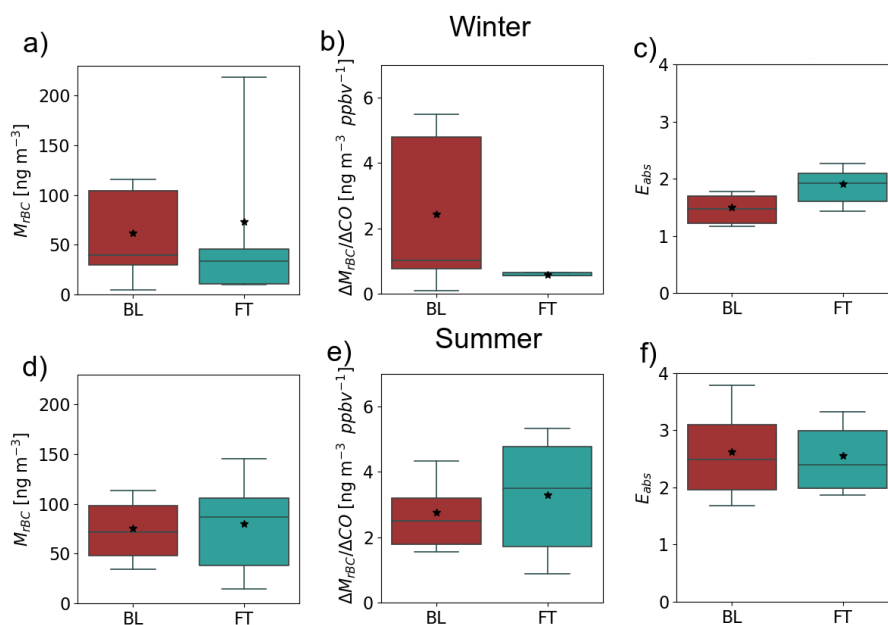 Winter
a)
b)
c)
M_rBC [ng m⁻³]
200
150
100
50
0
BL
FT
ΔM_rBC/ΔCO [ng m⁻³ ppbv⁻¹]
6
4
2
0
BL
FT
E_abs
4
3
2
1
0
BL
FT
Summer
d)
e)
f)
M_rBC [ng m⁻³]
200
150
100
50
0
BL
FT
ΔM_rBC/ΔCO [ng m⁻³ ppbv⁻¹]
6
4
2
0
BL
FT
E_abs
4
3
2
1
0
BL
FT